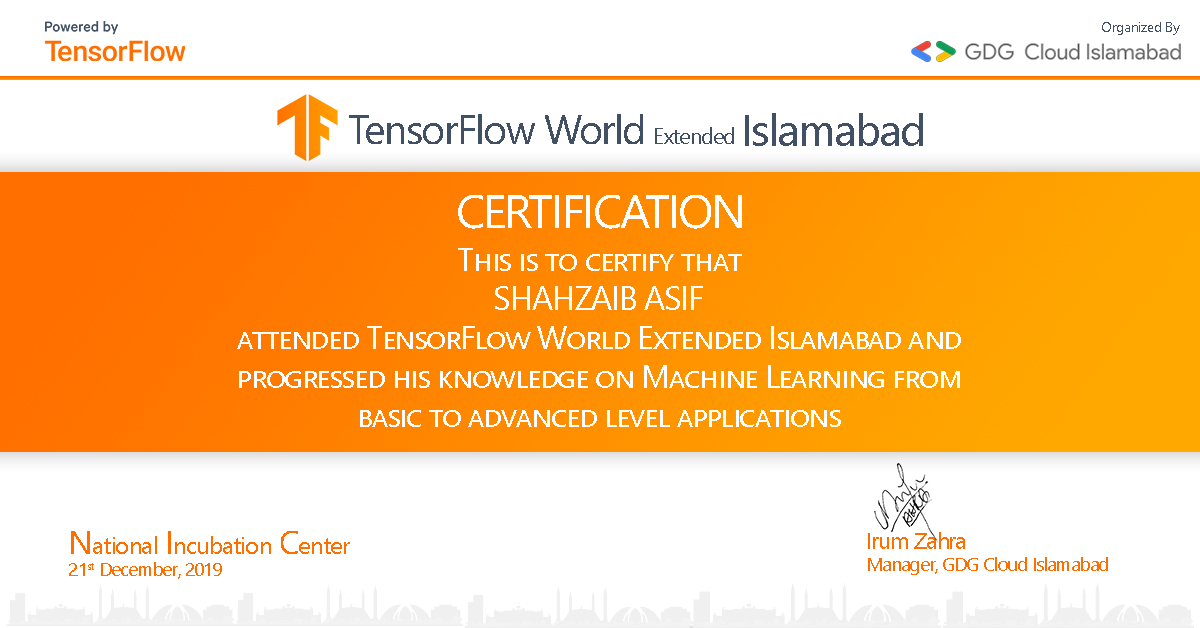 Powered by
TensorFlow
Organized By
GDG Cloud Islamabad
TensorFlow World Extended Islamabad
CERTIFICATION
THIS IS TO CERTIFY THAT
SHAHZAIB ASIF
ATTENDED TENSORFLOW WORLD EXTENDED ISLAMABAD AND
PROGRESSED HIS KNOWLEDGE ON MACHINE LEARNING FROM
BASIC TO ADVANCED LEVEL APPLICATIONS
National Incubation Center
21st December, 2019
Irum Zahra
Manager, GDG Cloud Islamabad